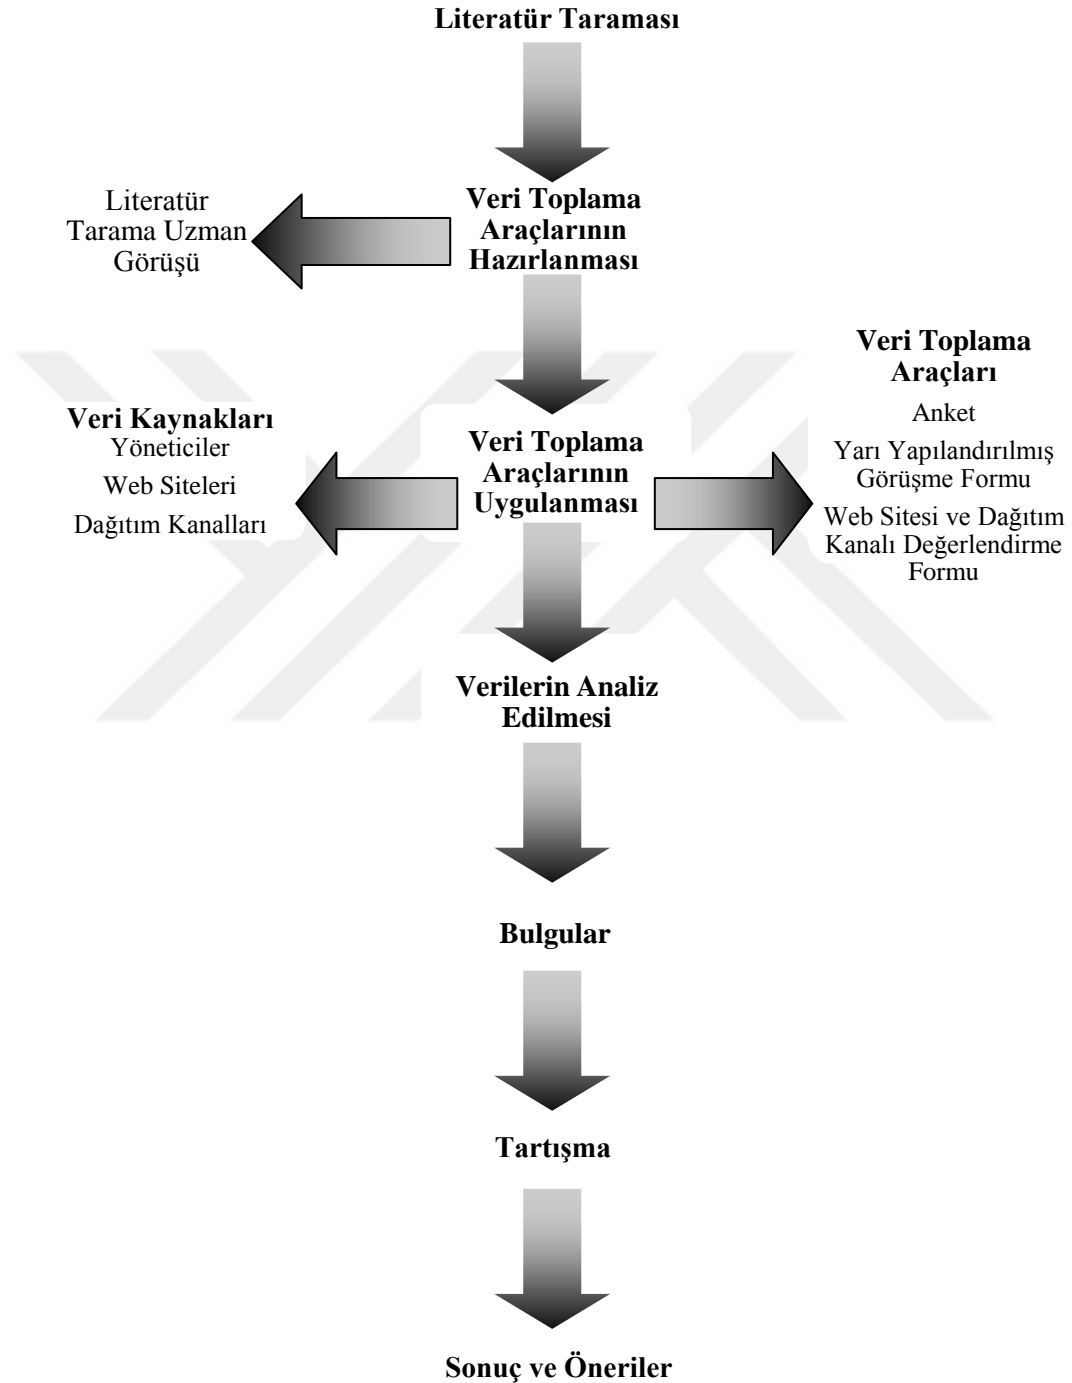 Literatür Taraması
Veri Toplama
Araçlarının
Hazırlanması
Literatür
Tarama Uzman
Görüşü
Veri Toplama
Araçlarının
Uygulanması
Veri Kaynakları
Yöneticiler
Web Siteleri
Dağıtım Kanalları
Veri Toplama
Araçları
Anket
Yarı Yapılandırılmış
Görüşme Formu
Web Sitesi ve Dağıtım
Kanalı Değerlendirme
Formu
Verilerin Analiz
Edilmesi
Bulgular
Tartışma
Sonuç ve Öneriler